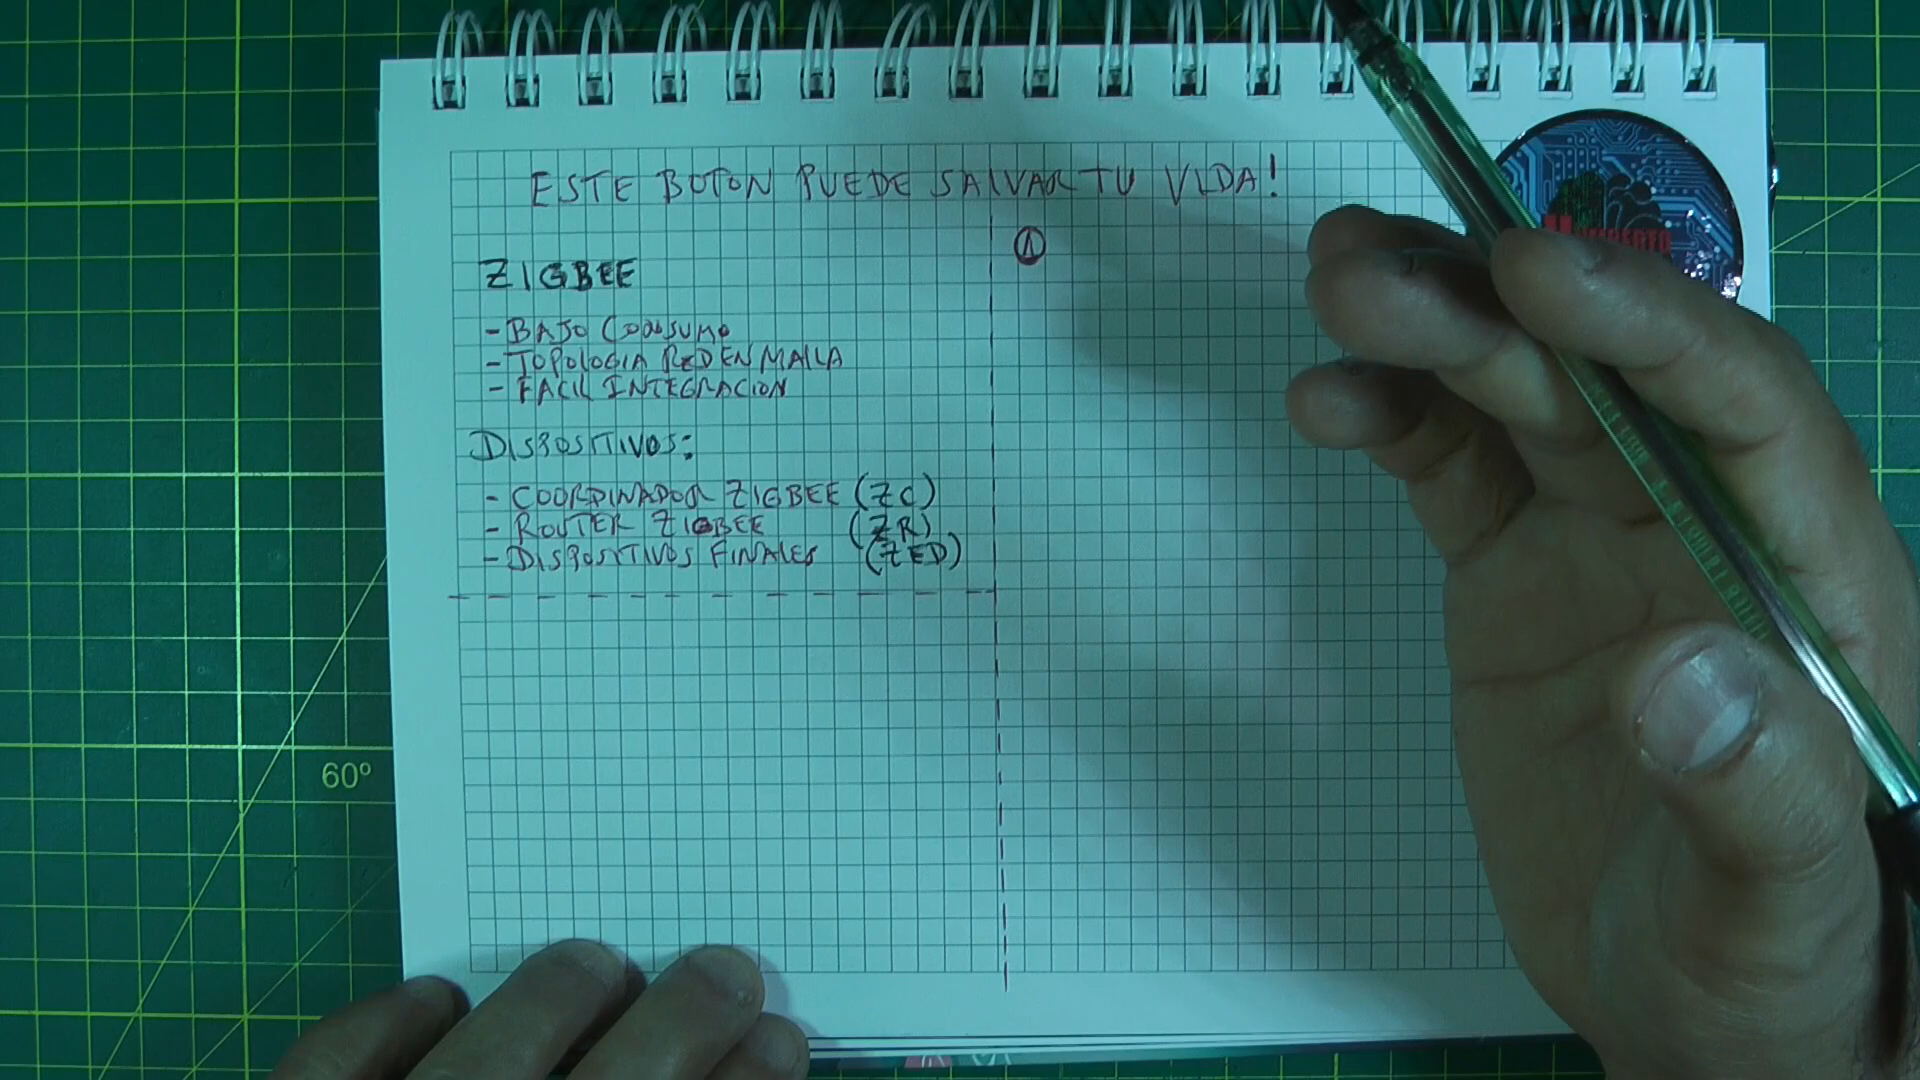 ESTE BOTON PUEDE SALVAR TU VIDA!
1
ZIGBEE
- BAJO CONSUMO
- TOPOLOGIA RED EN MALLA
- FACIL INTEGRACION
DISPOSITIVOS:
- COORDINADOR ZIGBEE (ZC)
- ROUTER ZIGBEE (ZR)
- DISPOSITIVOS FINALES (ZED)
60º